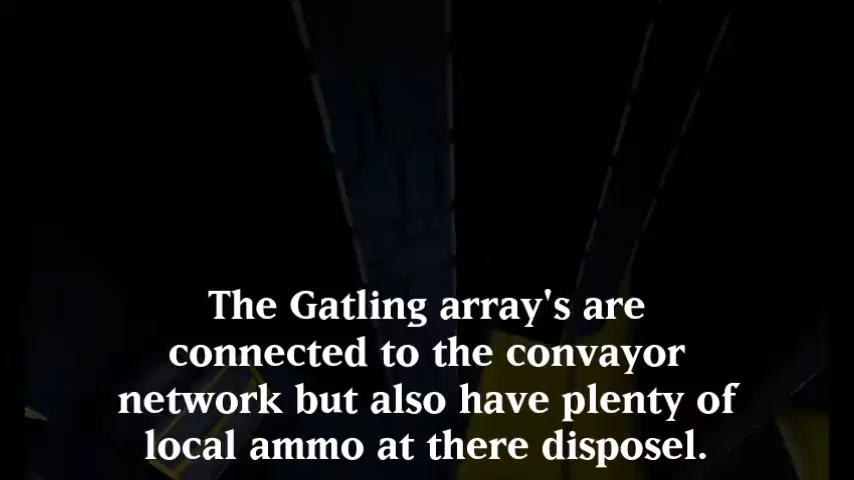 The Gatling array's are
connected to the convayor
network but also have plenty of
local ammo at there disposel.